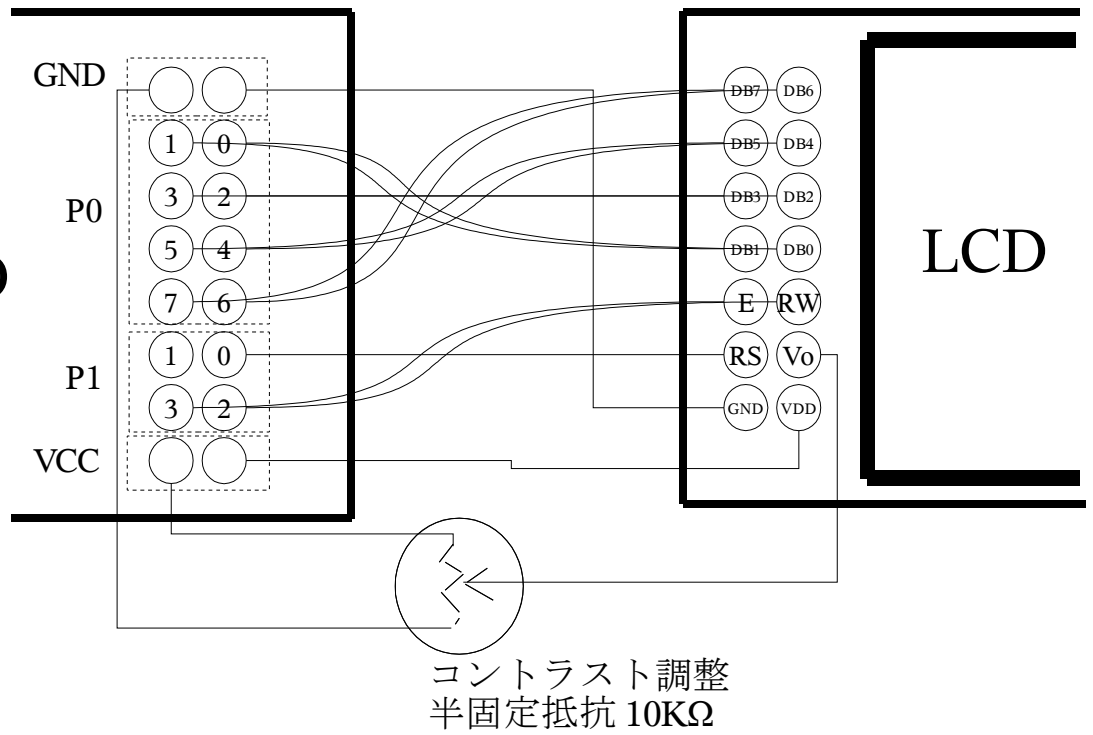 GND
1 0
P0
3 2
5 4
7 6
P1
1 0
3 2
VCC
DB7 DB6
DB5 DB4
DB3 DB2
DB1 DB0
E RW
RS Vo
GND VDD
LCD
コントラスト調整
半固定抵抗 10KΩ